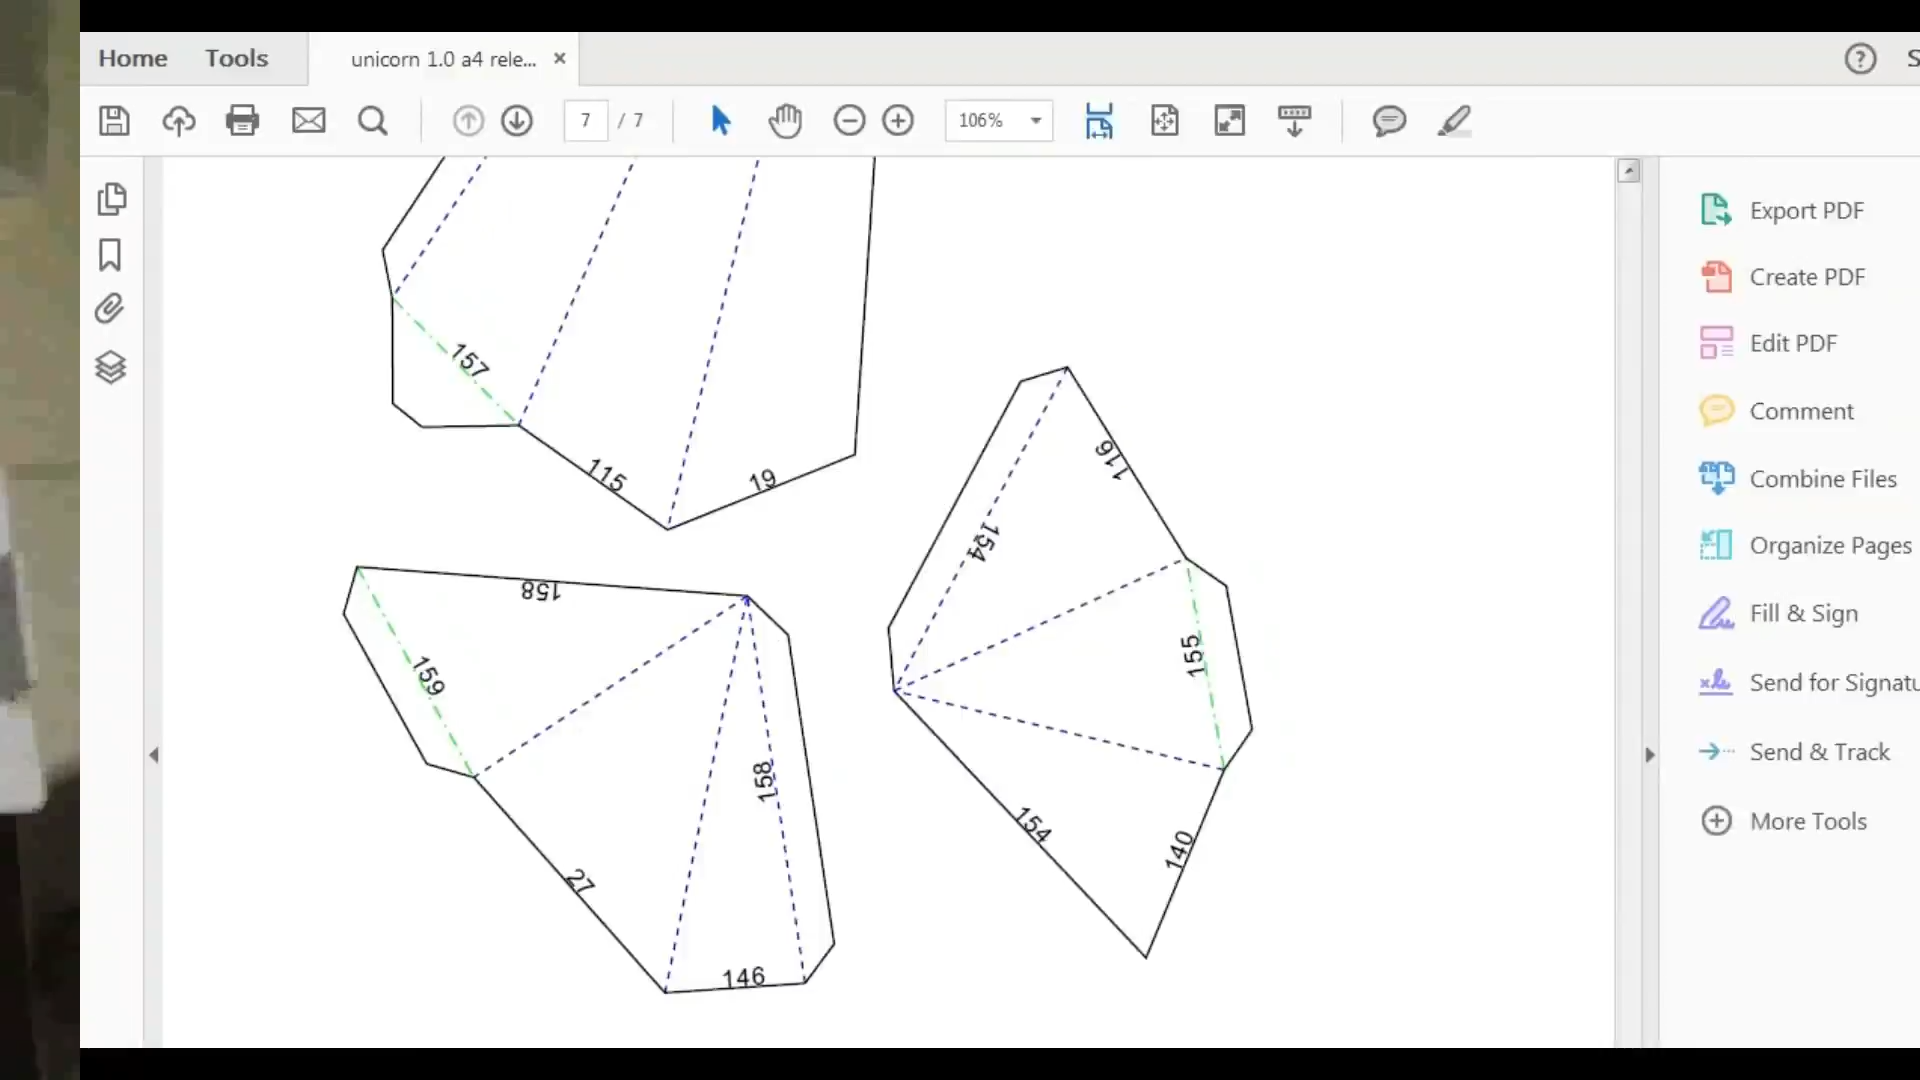 Home Tools unicorn 1.0 a4 rele...
7 / 7 106%
Export PDF
Create PDF
Edit PDF
Comment
Combine Files
Organize Pages
Fill & Sign
Send for Signatu
Send & Track
More Tools
157
115
19
116
154
155
154
140
158
159
158
27
146